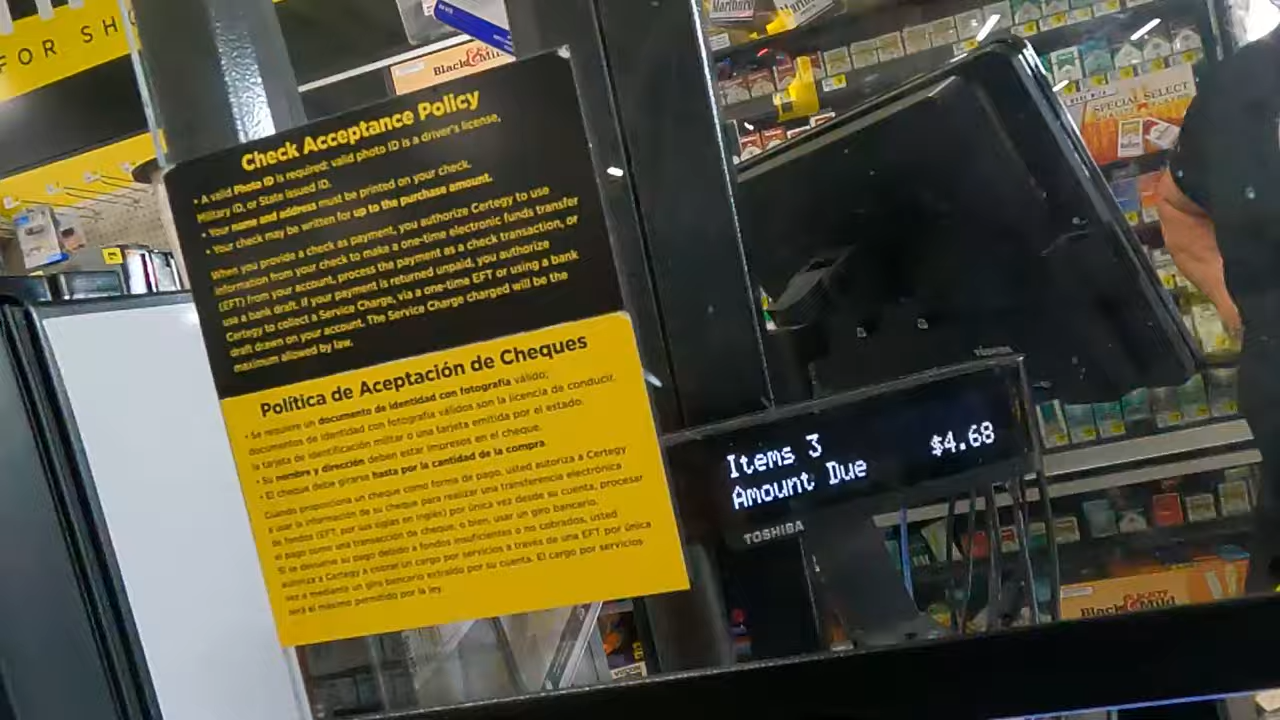 FOR SH
Marlboro
Black & Mild
SPECIAL SELECT
Check Acceptance Policy
• A valid Photo ID is required; valid photo ID is a driver's license,
Military ID, or State Issued ID.
• Your name and address must be printed on your check.
• Your check may be written for up to the purchase amount.
When you provide a check as payment, you authorize Certegy to use
information from your check to make a one-time electronic funds transfer
(EFT) from your account, process the payment as a check transaction, or
use a bank draft. If your payment is returned unpaid, you authorize
Certegy to collect a Service Charge, via a one-time EFT or using a bank
draft drawn on your account. The Service Charge charged will be the
maximum allowed by law.
Política de Aceptación de Cheques
• Se requiere un documento de identidad con fotografía válido;
documentos de identidad con fotografía válidos son la licencia de conducir,
la tarjeta de identificación militar o una tarjeta emitida por el estado.
• Su nombre y dirección deben estar impresos en el cheque.
• El cheque debe girarse hasta por la cantidad de la compra.
Cuando proporciona un cheque como forma de pago, usted autoriza a Certegy
a usar la información de su cheque para realizar una transferencia electrónica
de fondos (EFT, por sus siglas en inglés) por única vez desde su cuenta, procesar
el pago como una transacción de cheque, o bien, usar un giro bancario.
Si se devuelve su pago debido a fondos insuficientes o no cobrados, usted
autoriza a Certegy a cobrar un cargo por servicios a través de una EFT por única
vez o mediante un giro bancario extraído por su cuenta. El cargo por servicios
será el máximo permitido por la ley.
Items 3
Amount Due $4.68
TOSHIBA
Black & Mild